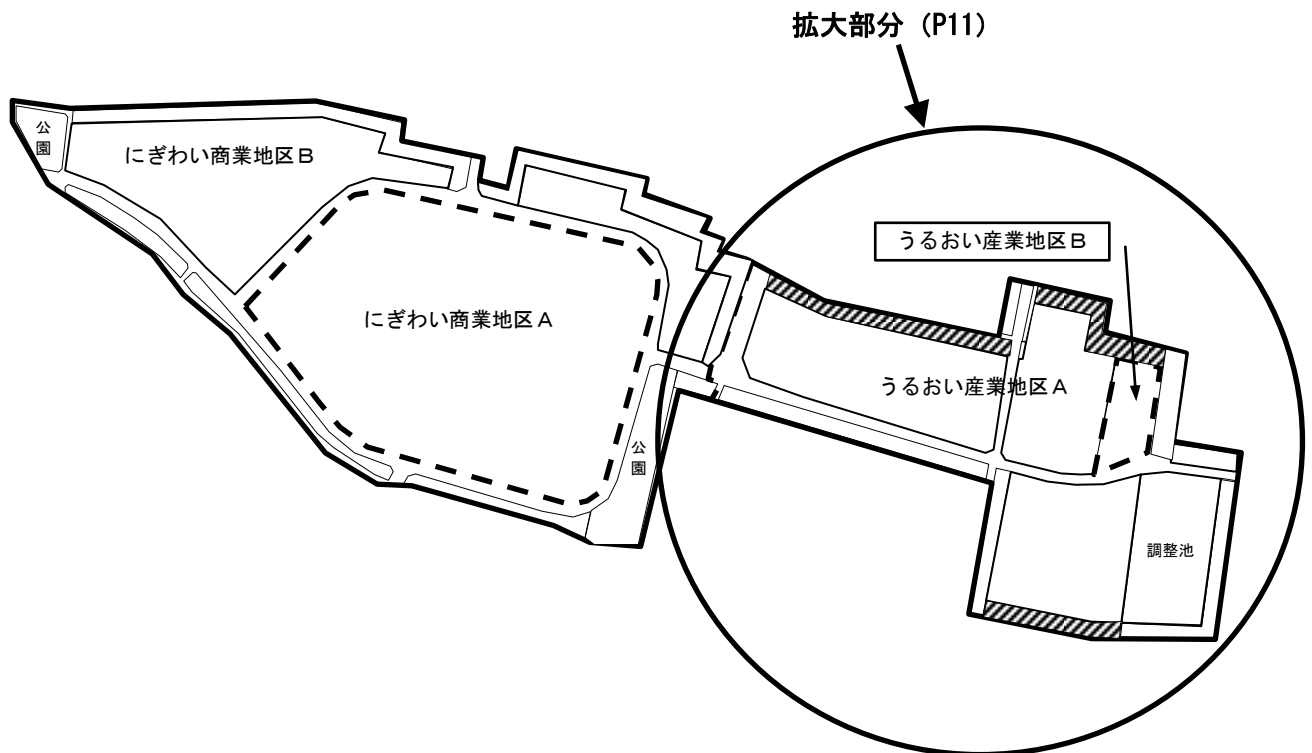 拡大部分（P11）
公園
にぎわい商業地区B
うるおい産業地区B
にぎわい商業地区A
うるおい産業地区A
公園
調整池